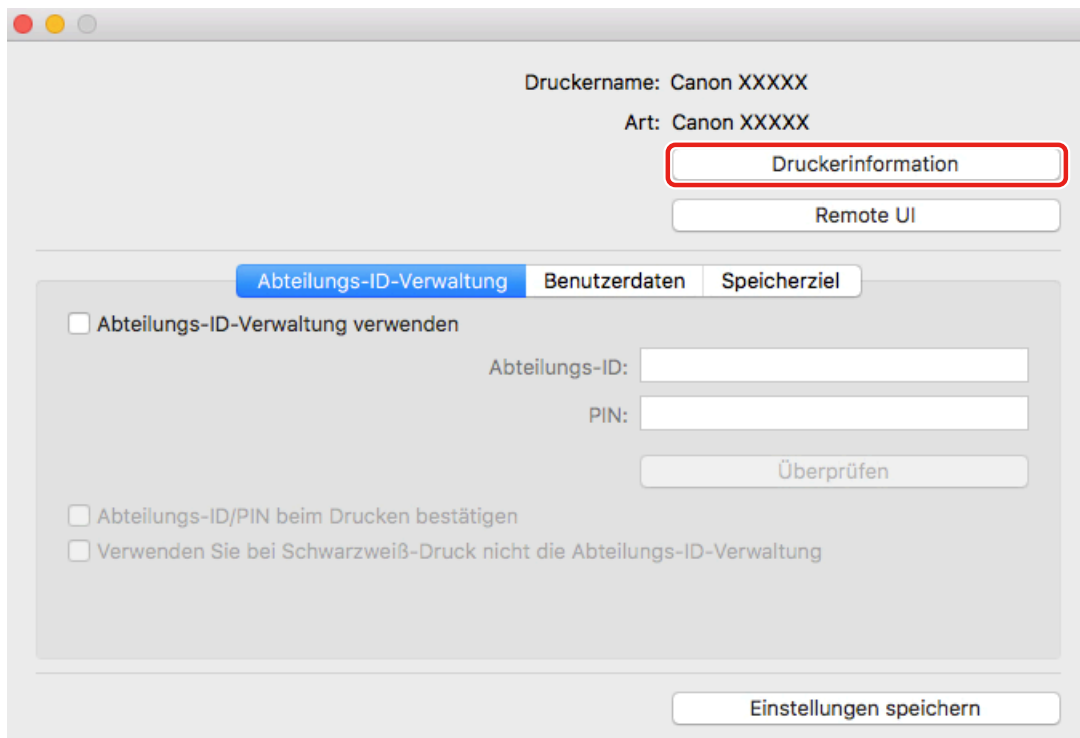 Druckername: Canon XXXXX
Art: Canon XXXXX
Druckerinformation
Remote UI
Abteilungs-ID-Verwaltung Benutzerdaten Speicherziel
Abteilungs-ID-Verwaltung verwenden
Abteilungs-ID:
PIN:
Überprüfen
Abteilungs-ID/PIN beim Drucken bestätigen
Verwenden Sie bei Schwarzweiß-Druck nicht die Abteilungs-ID-Verwaltung
Einstellungen speichern